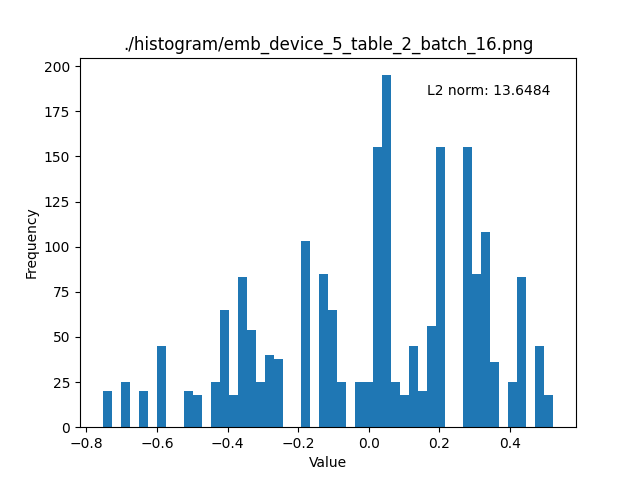 ./histogram/emb_device_5_table_2_batch_16.png
200
175
150
125
100
75
50
25
0
Frequency
L2 norm: 13.6484
−0.8 −0.6 −0.4 −0.2 0.0 0.2 0.4
Value